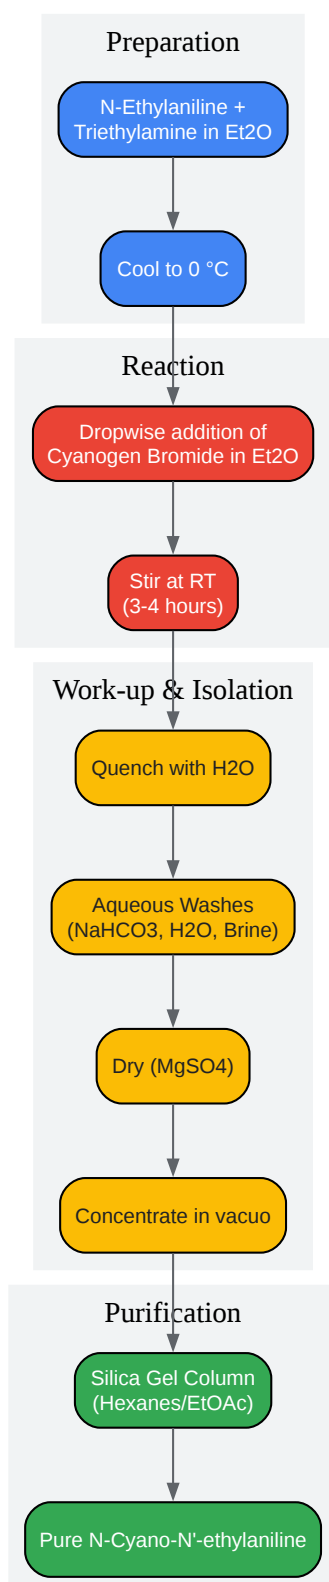 Preparation
N-Ethylaniline +
Triethylamine in Et2O
Cool to 0 °C
Reaction
Dropwise addition of
Cyanogen Bromide in Et2O
Stir at RT
(3-4 hours)
Work-up & Isolation
Quench with H2O
Aqueous Washes
(NaHCO3, H2O, Brine)
Dry (MgSO4)
Concentrate in vacuo
Purification
Silica Gel Column
(Hexanes/EtOAc)
Pure N-Cyano-N'-ethylaniline